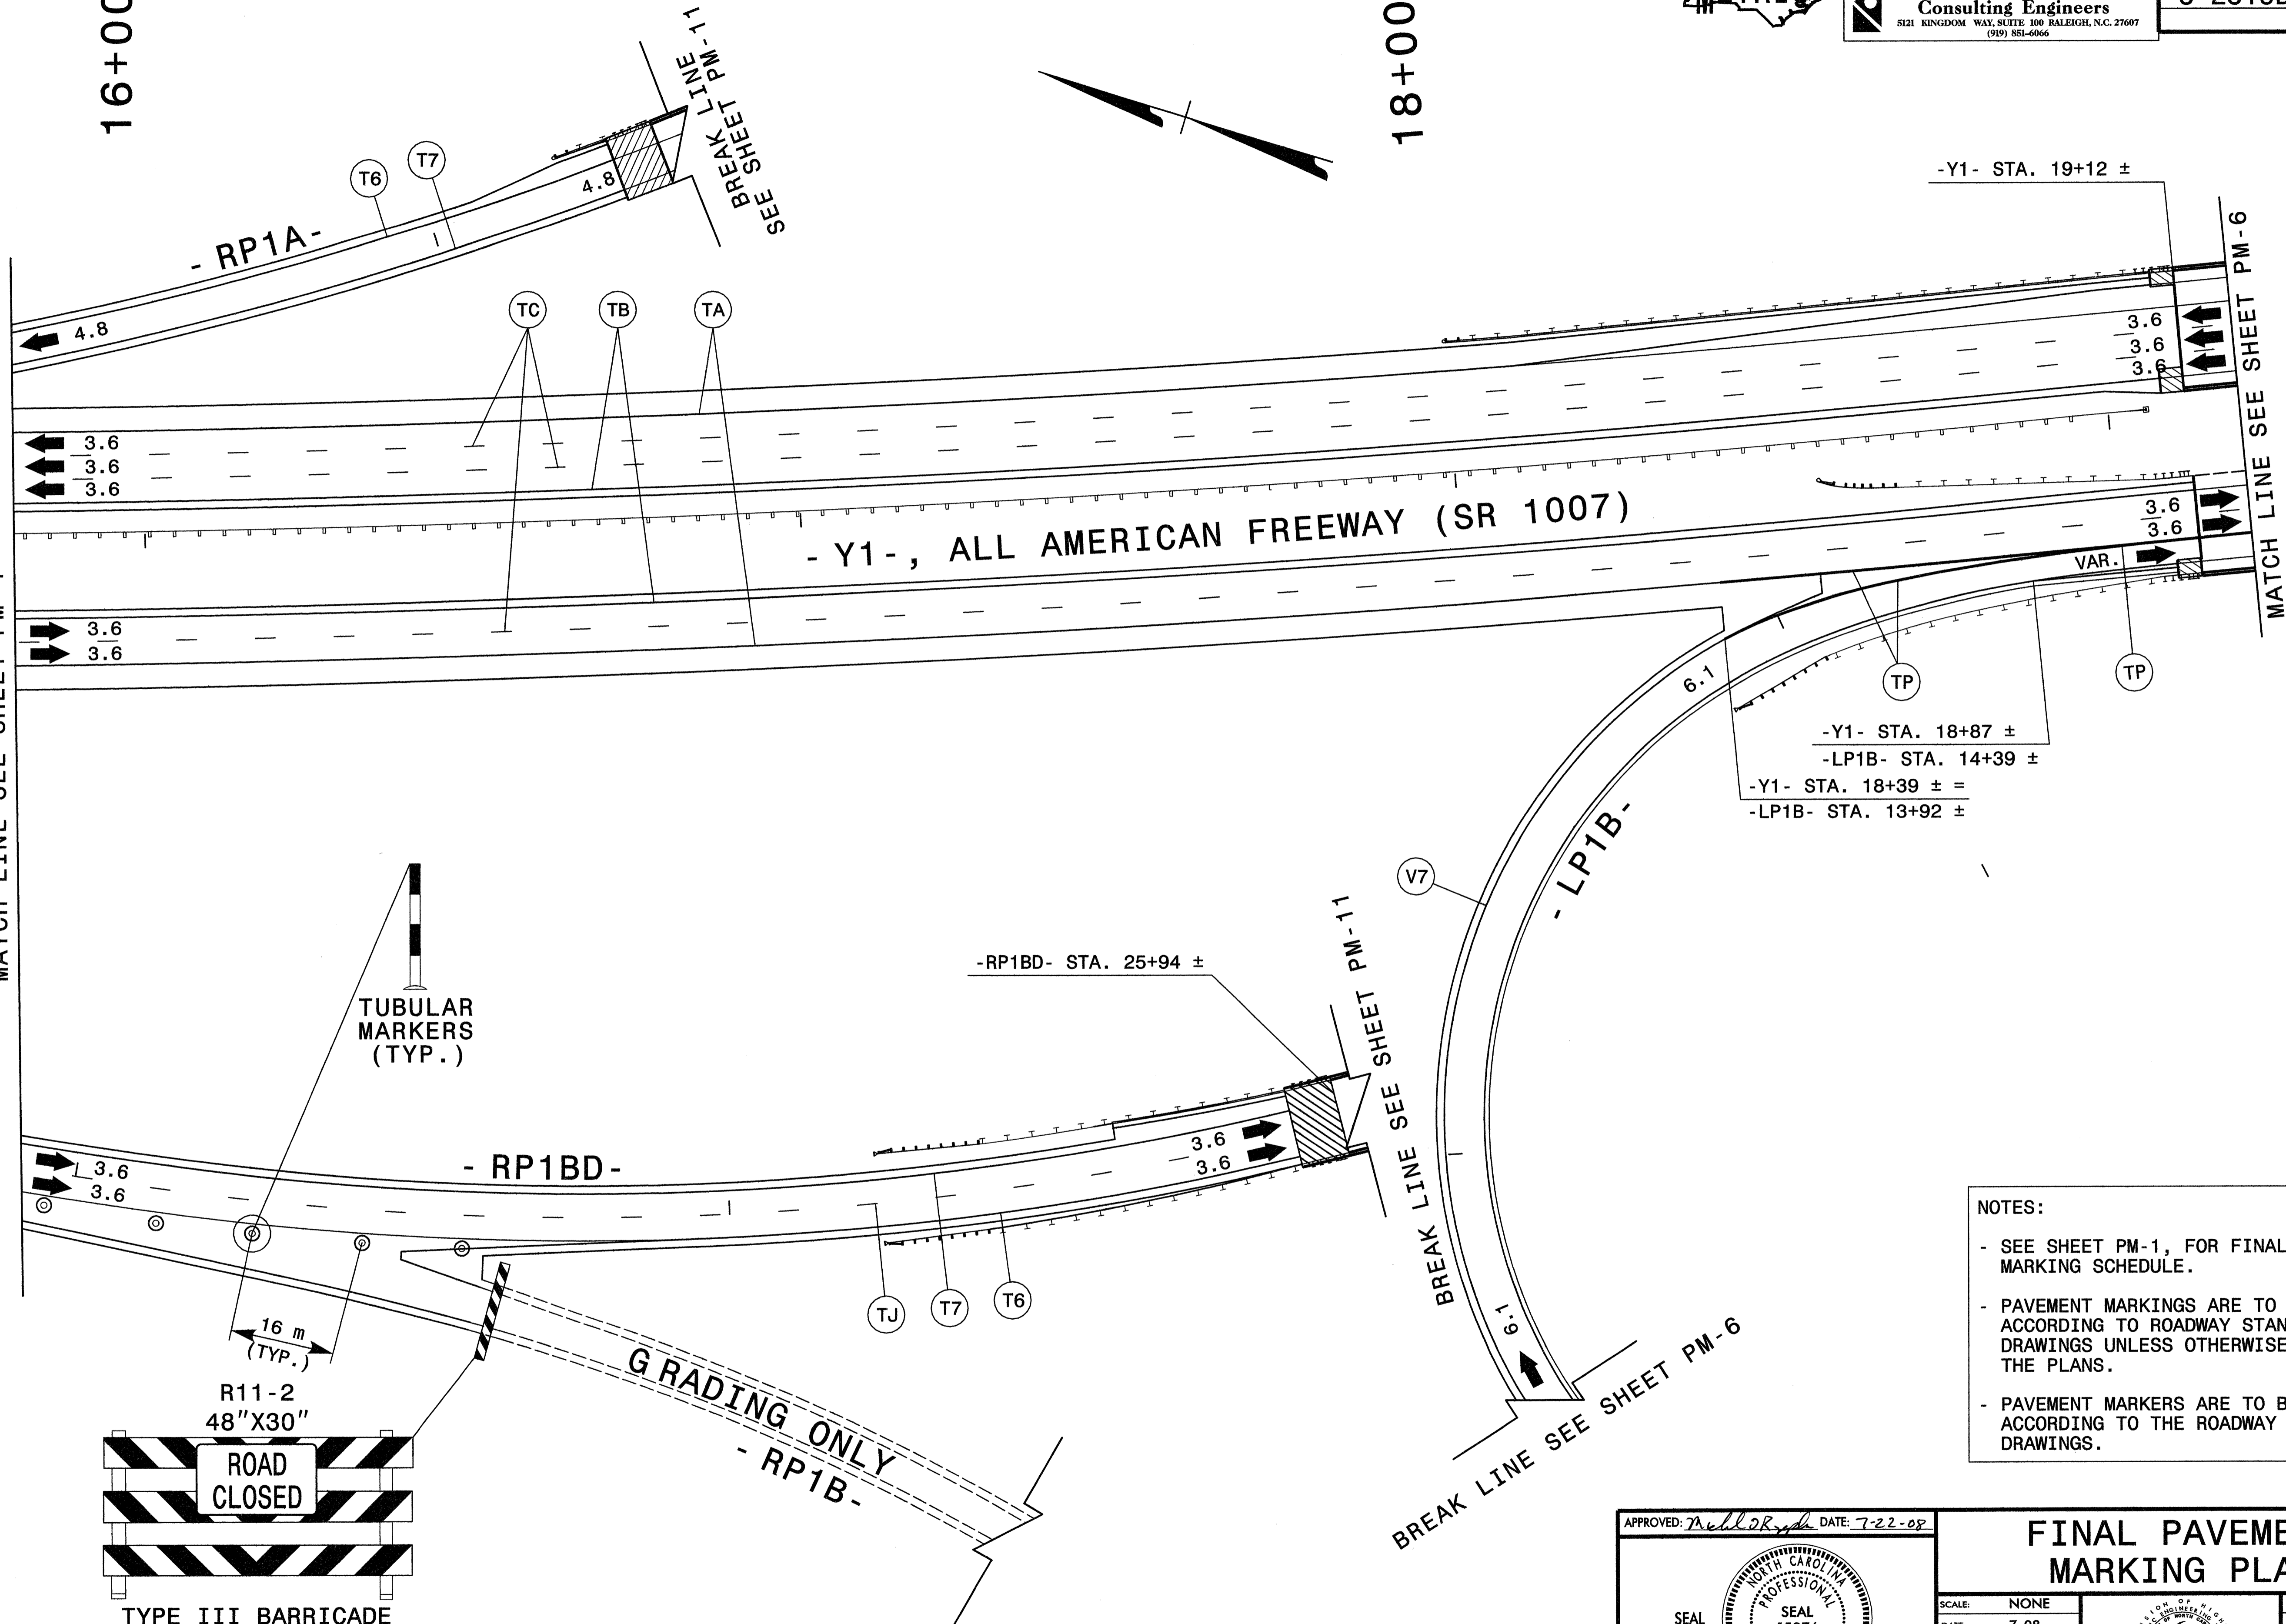 16+00
18+00
Consulting Engineers
5121 KINGDOM WAY, SUITE 100 RALEIGH, N.C. 27607
(919) 851-6066
BREAK LINE
SEE SHEET PM-11
T6
T7
4.8
-RP1A-
4.8
TC
TB
TA
-Y1- STA. 19+12 ±
MATCH LINE SEE SHEET PM-6
3.6
3.6
3.6
3.6
3.6
3.6
3.6
3.6
-Y1-, ALL AMERICAN FREEWAY (SR 1007)
VAR.
3.6
3.6
6.1
TP
TP
-Y1- STA. 18+87 ±
-LP1B- STA. 14+39 ±
-Y1- STA. 18+39 ± =
-LP1B- STA. 13+92 ±
-LP1B-
V7
TUBULAR
MARKERS
(TYP.)
-RP1BD- STA. 25+94 ±
BREAK LINE SEE SHEET PM-11
3.6
3.6
-RP1BD-
3.6
3.6
TJ
T7
T6
16 m
(TYP.)
6.1
BREAK LINE SEE SHEET PM-6
GRADING ONLY
-RP1B-
R11-2
48"X30"
ROAD
CLOSED
TYPE III BARRICADE
NOTES:
- SEE SHEET PM-1, FOR FINAL
MARKING SCHEDULE.
- PAVEMENT MARKINGS ARE TO
ACCORDING TO ROADWAY STAN
DRAWINGS UNLESS OTHERWISE
THE PLANS.
- PAVEMENT MARKERS ARE TO B
ACCORDING TO THE ROADWAY
DRAWINGS.
APPROVED: DATE: 7-22-08
NORTH CAROLINA
PROFESSIONAL
SEAL
SEAL
FINAL PAVEME
MARKING PLA
SCALE: NONE